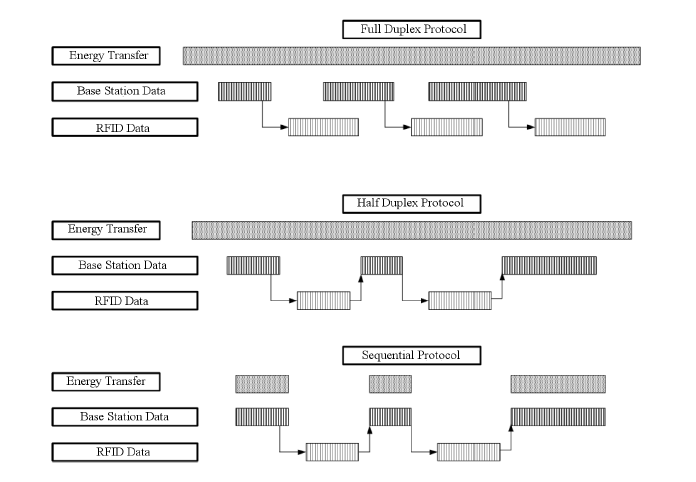 Full Duplex Protocol
Energy Transfer
Base Station Data
RFID Data
Half Duplex Protocol
Energy Transfer
Base Station Data
RFID Data
Sequential Protocol
Energy Transfer
Base Station Data
RFID Data